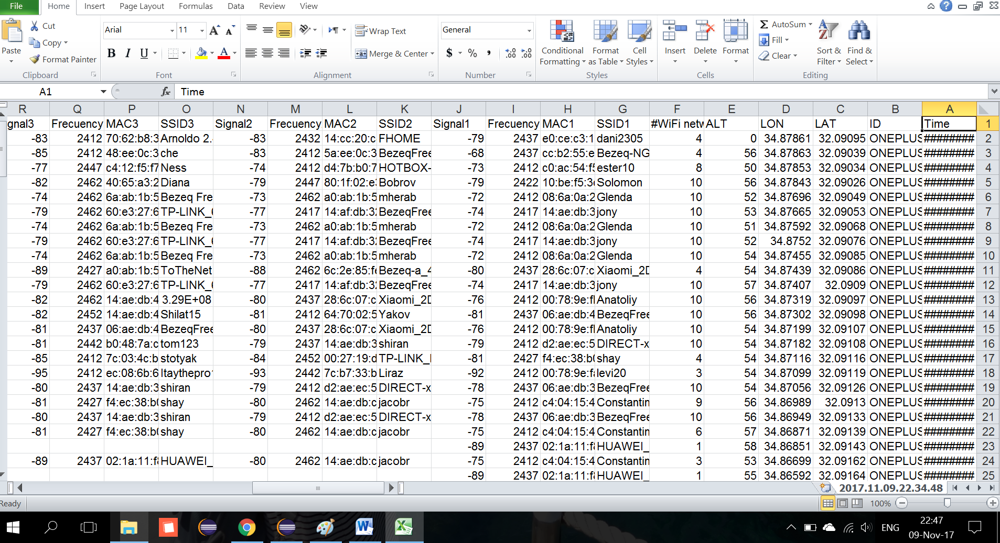 File Home Insert Page Layout Formulas Data Review View
Cut
Copy
Format Painter
Paste
Arial 11
B I U
Wrap Text
Merge & Center
General
$ % ,
Conditional Formatting
Format as Table
Cell Styles
Insert Delete Format
AutoSum
Fill
Clear
Sort & Filter
Find & Select
Clipboard Font Alignment Number Styles Cells Editing
A1 fx Time
R Q P O N M L K J I H G F E D C B A
gnal3 Frecuency MAC3 SSID3 Signal2 Frecuency MAC2 SSID2 Signal1 Frecuency MAC1 SSID1 #WiFi netw ALT LON LAT ID Time 1
-83 2412 70:62:b8:3 Arnoldo 2. -83 2432 14:cc:20:c FHOME -79 2437 e0:ce:c3:1 dani2305 4 0 34.87861 32.09095 ONEPLUS ######## 2
-85 2412 48:ee:0c:3 che -83 2412 5a:ee:0c:3 BezeqFree -68 2437 cc:b2:55:e Bezeq-NG 4 56 34.87863 32.09039 ONEPLUS ######## 3
-77 2447 c4:12:f5:f7 Ness -74 2412 d4:7b:b0:7 HOTBOX- -73 2412 c0:ac:54:f5 ester10 8 50 34.87853 32.09034 ONEPLUS ######## 4
-82 2462 40:65:a3:2 Diana -79 2447 80:1f:02:e Bobrov -79 2422 10:be:f5:3 Solomon 10 56 34.87843 32.09026 ONEPLUS ######## 5
-74 2462 6a:ab:1b:5 Bezeq Fre -73 2462 a0:ab:1b:5 mherab -72 2412 08:6a:0a:2 Glenda 10 52 34.87696 32.09049 ONEPLUS ######## 6
-79 2462 60:e3:27:6 TP-LINK_ -77 2417 14:af:db:32 BezeqFree -74 2417 14:ae:db:3 jony 10 53 34.87665 32.09053 ONEPLUS ######## 7
-74 2462 6a:ab:1b:5 Bezeq Fre -73 2462 a0:ab:1b:5 mherab -72 2412 08:6a:0a:2 Glenda 10 51 34.87592 32.09068 ONEPLUS ######## 8
-79 2462 60:e3:27:6 TP-LINK_ -77 2417 14:af:db:32 BezeqFree -74 2417 14:ae:db:3 jony 10 52 34.8752 32.09076 ONEPLUS ######## 9
-74 2462 6a:ab:1b:5 Bezeq Fre -73 2462 a0:ab:1b:5 mherab -72 2412 08:6a:0a:2 Glenda 10 54 34.87455 32.09085 ONEPLUS ######## 10
-89 2427 a0:ab:1b:5 ToTheNet -88 2462 6c:2e:85:fe Bezeq-a_4 -80 2437 28:6c:07:c Xiaomi_2D 4 54 34.87439 32.09086 ONEPLUS ######## 11
-79 2462 60:e3:27:6 TP-LINK_ -77 2417 14:af:db:32 BezeqFree -74 2417 14:ae:db:3 jony 10 57 34.87407 32.0909 ONEPLUS ######## 12
-82 2462 14:ae:db:4 3.29E+08 -80 2437 28:6c:07:c Xiaomi_2D -76 2412 00:78:9e:fl Anatoliy 10 56 34.87319 32.09097 ONEPLUS ######## 13
-82 2452 14:ae:db:4 Shilat15 -81 2412 64:70:02:5 Yakov -81 2437 06:ae:db:4 BezeqFree 10 56 34.87302 32.09098 ONEPLUS ######## 14
-81 2437 06:ae:db:4 BezeqFree -80 2437 28:6c:07:c Xiaomi_2D -76 2412 00:78:9e:fl Anatoliy 10 54 34.87199 32.09107 ONEPLUS ######## 15
-81 2442 b0:48:7a:c tom123 -79 2437 14:ae:db:3 shiran -79 2412 d2:ae:ec:5 DIRECT-x 10 54 34.87182 32.09108 ONEPLUS ######## 16
-85 2412 7c:03:4c:b stotyak -84 2452 00:27:19:d TP-LINK_ -81 2427 f4:ec:38:b0 shay 4 54 34.87116 32.09116 ONEPLUS ######## 17
-95 2412 ec:08:6b:6 Itaythepro -93 2442 7c:b7:33:b Liraz -92 2412 00:78:9e:fa levi20 3 54 34.87099 32.09119 ONEPLUS ######## 18
-80 2437 14:ae:db:3 shiran -79 2412 d2:ae:ec:5 DIRECT-x -78 2437 06:ae:db:3 BezeqFree 10 54 34.87056 32.09126 ONEPLUS ######## 19
-81 2427 f4:ec:38:b0 shay -80 2462 14:ae:db:c jacobr -75 2412 c4:04:15:4 Constantin 9 56 34.86989 32.0913 ONEPLUS ######## 20
-80 2437 14:ae:db:3 shiran -79 2412 d2:ae:ec:5 DIRECT-x -78 2437 06:ae:db:3 BezeqFree 10 56 34.86949 32.09133 ONEPLUS ######## 21
-81 2427 f4:ec:38:b0 shay -80 2462 14:ae:db:c jacobr -75 2412 c4:04:15:4 Constantin 6 57 34.86871 32.09139 ONEPLUS ######## 22
-89 2437 02:1a:11:f8 HUAWEI_ 1 58 34.86851 32.09143 ONEPLUS ######## 23
-89 2437 02:1a:11:f8 HUAWEI_ -80 2462 14:ae:db:c jacobr -75 2412 c4:04:15:4 Constantin 3 53 34.86699 32.09162 ONEPLUS ######## 24
-89 2437 02:1a:11:f8 HUAWEI_ 1 55 34.86592 32.09164 ONEPLUS ######## 25
2017.11.09.22.34.48
Ready 100%
ENG 22:47
09-Nov-17